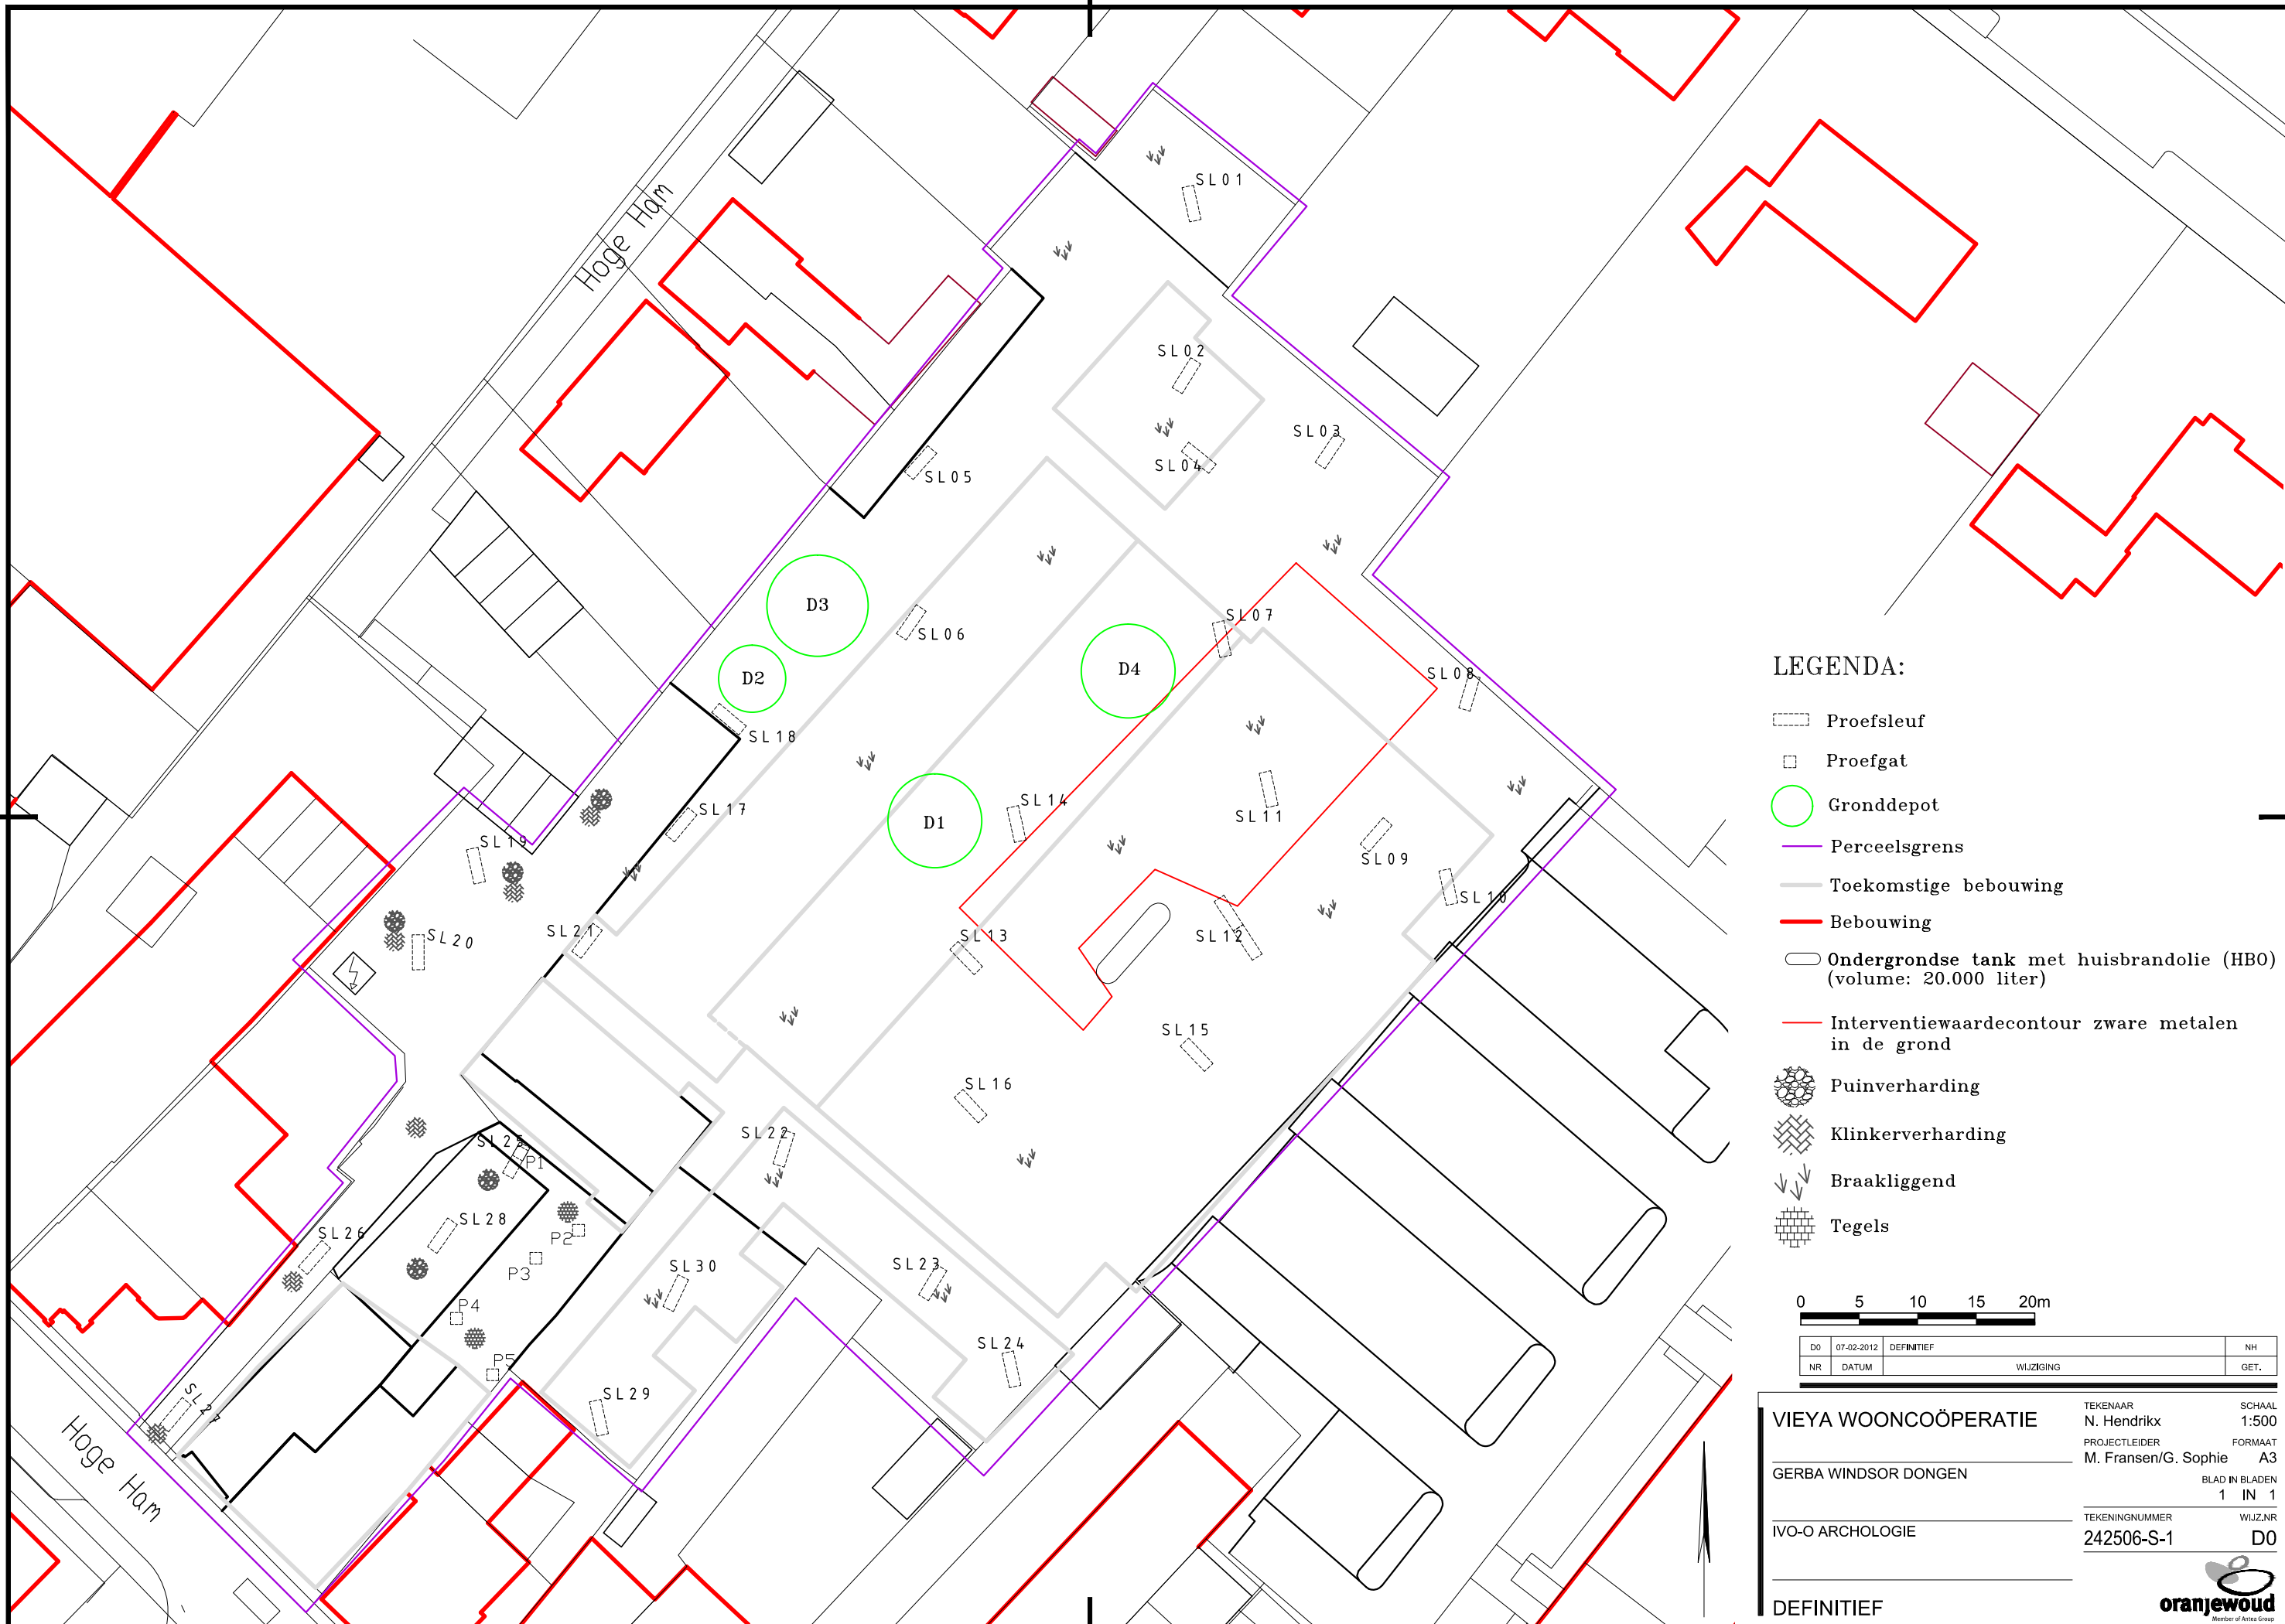 Hoge Ham
SL01
SL02
SL03
SL04
SL05
D3
SL06
SL07
D4
D2
SL08
SL18
SL14
SL17
D1
SL11
SL19
SL09
SL10
SL20
SL21
SL13
SL12
SL15
SL16
SL22
SL25
P1
SL28
SL26
P2
P3
SL30
SL23
P4
SL24
P5
SL29
SL27
Hoge Ham
LEGENDA:
Proefsleuf
Proefgat
Gronddepot
Perceelsgrens
Toekomstige bebouwing
Bebouwing
Ondergrondse tank met huisbrandolie (HBO)
(volume: 20.000 liter)
Interventiewaardecontour zware metalen
in de grond
Puinverharding
Klinkerverharding
Braakliggend
Tegels
0 5 10 15 20m
D0 07-02-2012 DEFINITIEF NH
NR DATUM WIJZIGING GET.
VIEYA WOONCOÖPERATIE
GERBA WINDSOR DONGEN
IVO-O ARCHOLOGIE
DEFINITIEF
TEKENAAR SCHAAL
N. Hendrikx 1:500
PROJECTLEIDER FORMAAT
M. Fransen/G. Sophie A3
BLAD IN BLADEN
1 IN 1
TEKENINGNUMMER WIJZ.NR
242506-S-1 D0
oranjewoud
Member of Antea Group